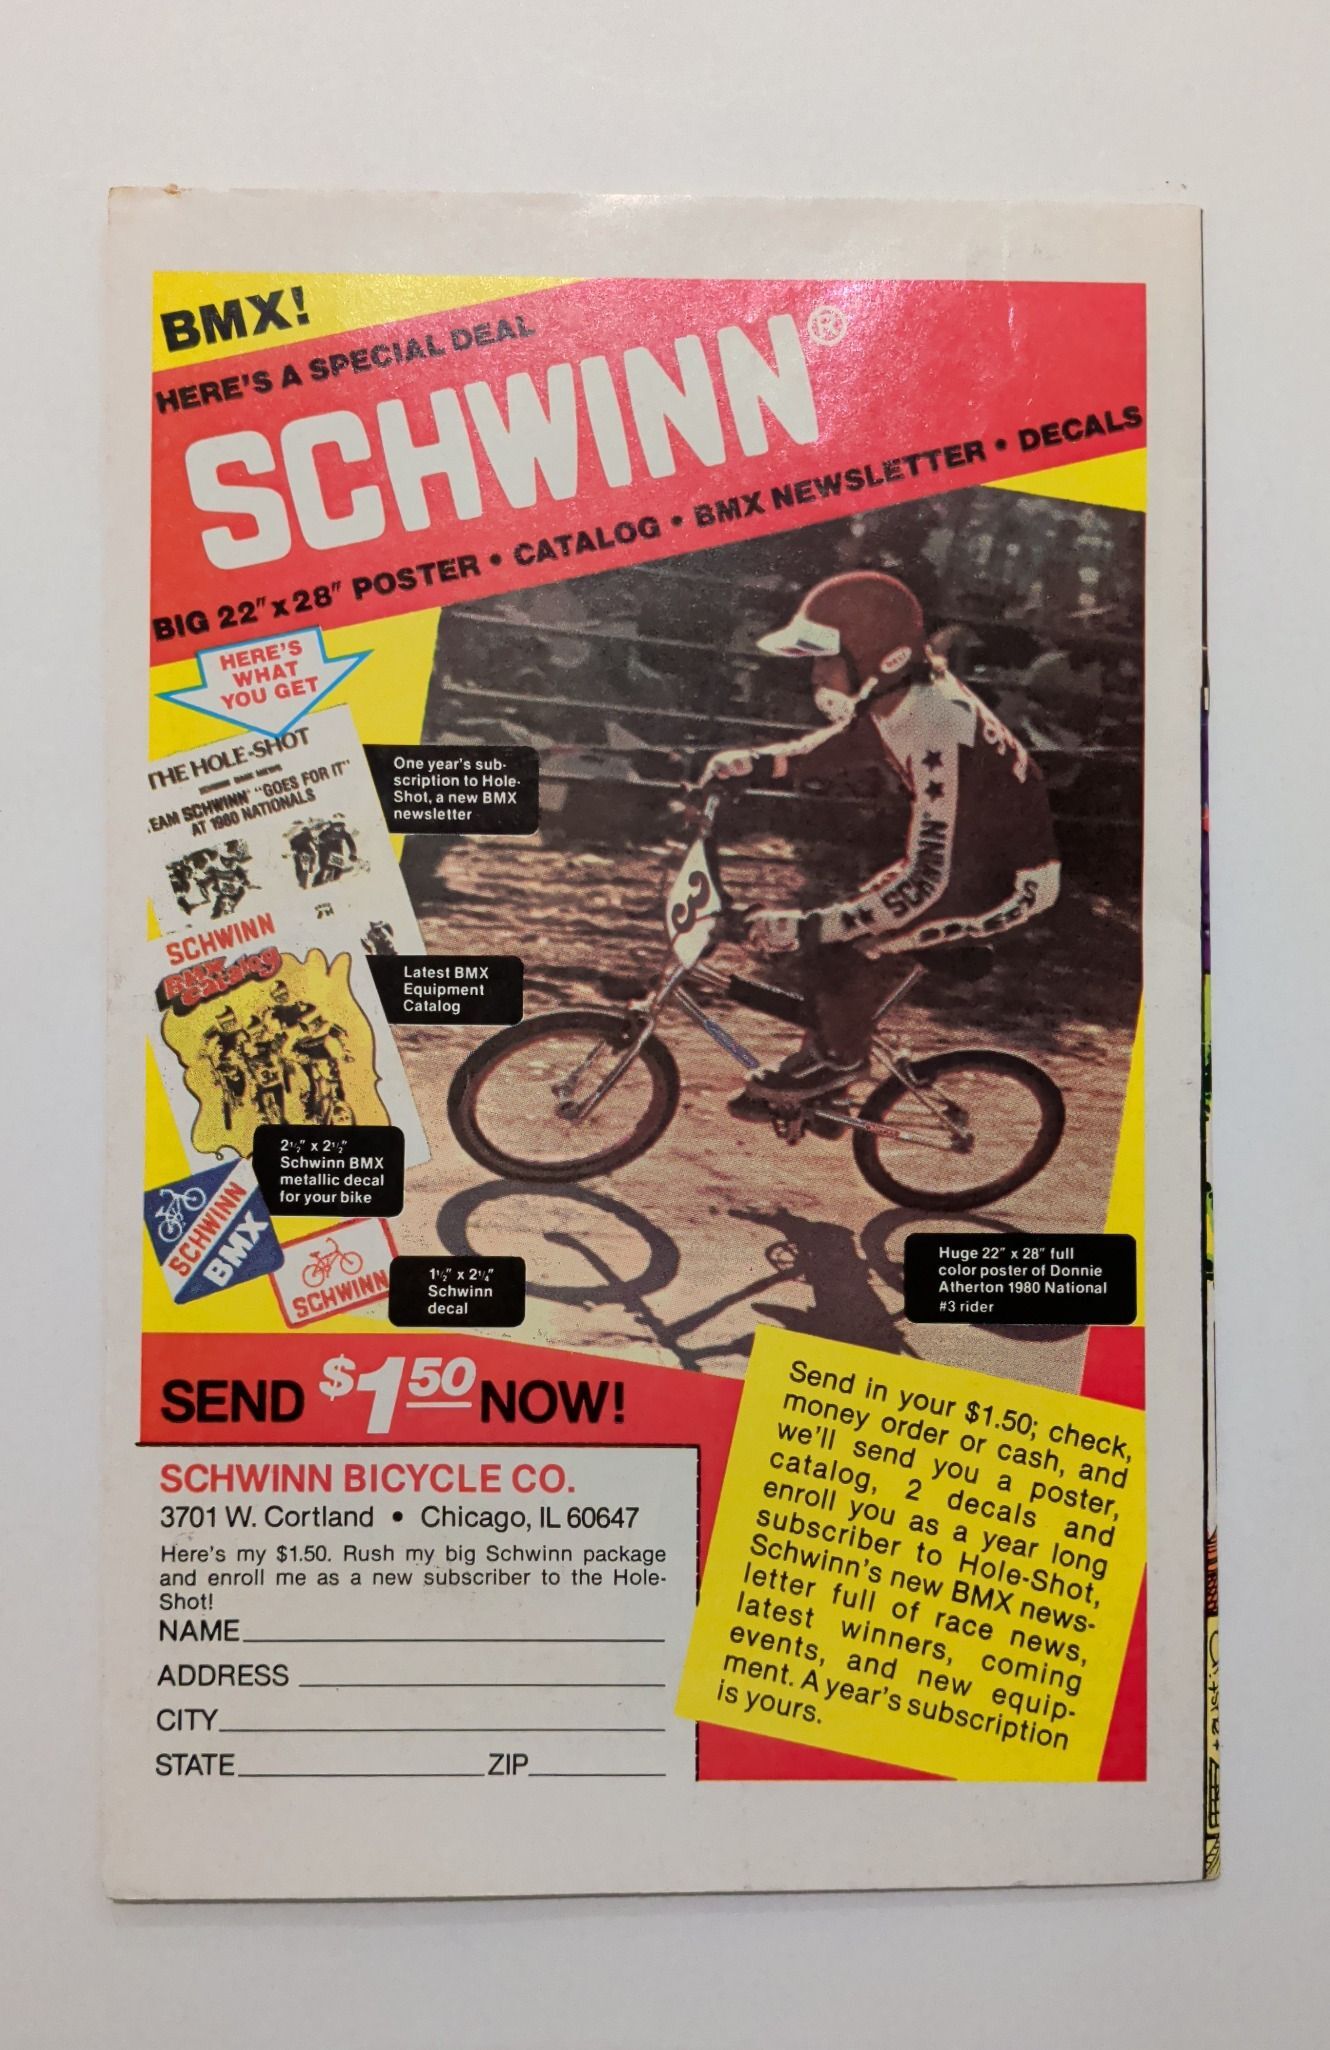 BMX!
HERE'S A SPECIAL DEAL
SCHWINN®
BIG 22" x 28" POSTER • CATALOG • BMX NEWSLETTER • DECALS
HERE'S
WHAT
YOU GET
THE HOLE-SHOT
EAM SCHWINN "GOES FOR IT"
AT 1980 NATIONALS
One year's sub-
scription to Hole-
Shot, a new BMX
newsletter
SCHWINN
BMX
Catalog
Latest BMX
Equipment
Catalog
2½" x 2½"
Schwinn BMX
metallic decal
for your bike
SCHWINN
BMX
SCHWINN
1½" x 2¼"
Schwinn
decal
BELL
SCHWINN
3
Huge 22" x 28" full
color poster of Donnie
Atherton 1980 National
#3 rider
SEND $1.50 NOW!
SCHWINN BICYCLE CO.
3701 W. Cortland • Chicago, IL 60647
Here's my $1.50. Rush my big Schwinn package
and enroll me as a new subscriber to the Hole-
Shot!
NAME
ADDRESS
CITY
STATE ZIP
Send in your $1.50; check,
money order or cash, and
we'll send you a poster,
catalog, 2 decals and
enroll you as a year long
subscriber to Hole-Shot,
Schwinn's new BMX news-
letter full of race news,
latest winners, coming
events, and new equip-
ment. A year's subscription
is yours.